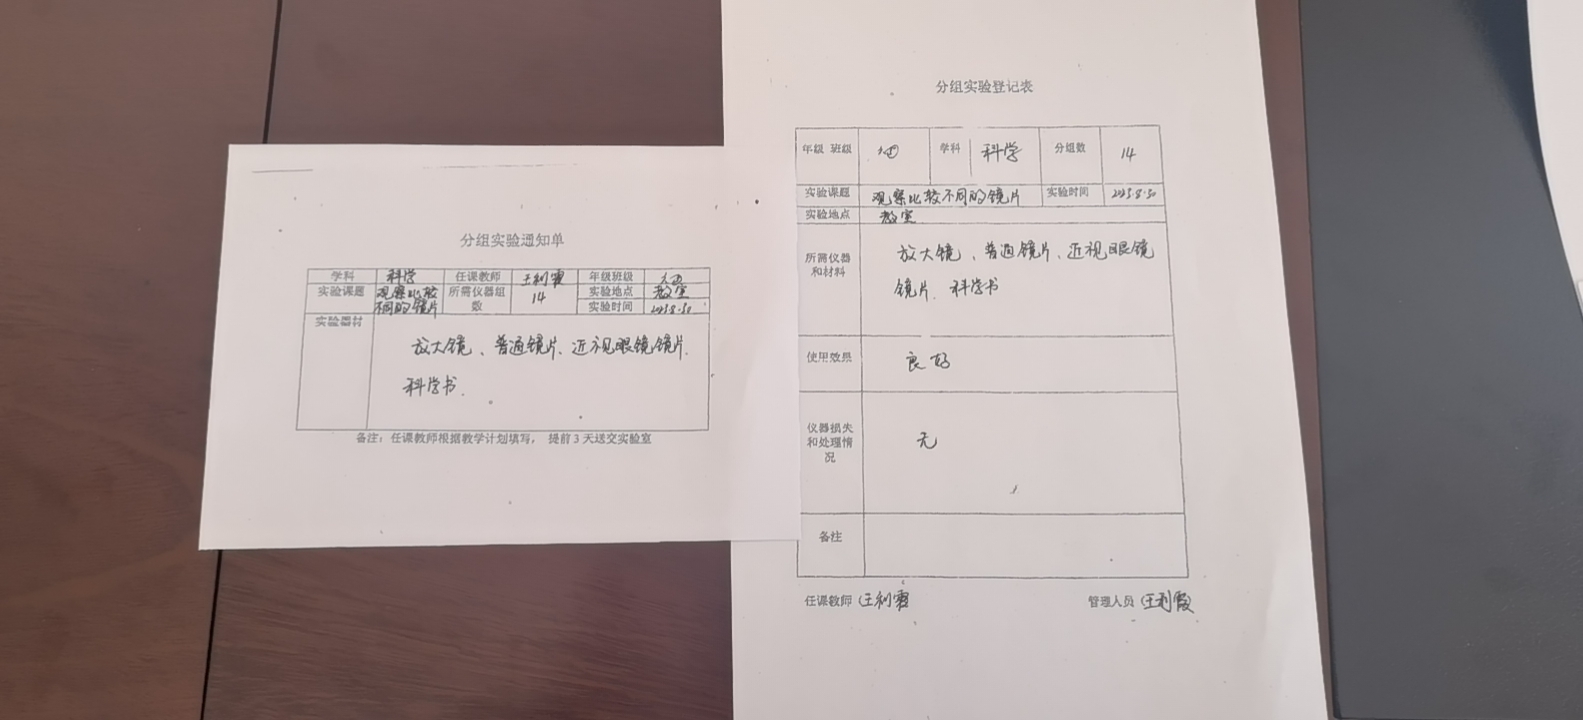 分组实验通知单
学科 科学 任课教师 王利霞 年级班级
实验课题 观察比较不同的镜片 所需仪器组数 14 实验地点 教室
实验时间 2023.8.30
实验器材
放大镜、普通镜片、近视眼镜镜片、
科学书.
备注：任课教师根据教学计划填写， 提前3天送交实验室
分组实验登记表
年级 班级 学科 科学 分组数 14
实验课题 观察比较不同的镜片 实验时间 2023.8.30
实验地点 教室
所需仪器和材料
放大镜、普通镜片、近视眼镜
镜片、科学书
使用效果 良好
仪器损失和处理情况 无
备注
任课教师 王利霞 管理人员 王利霞